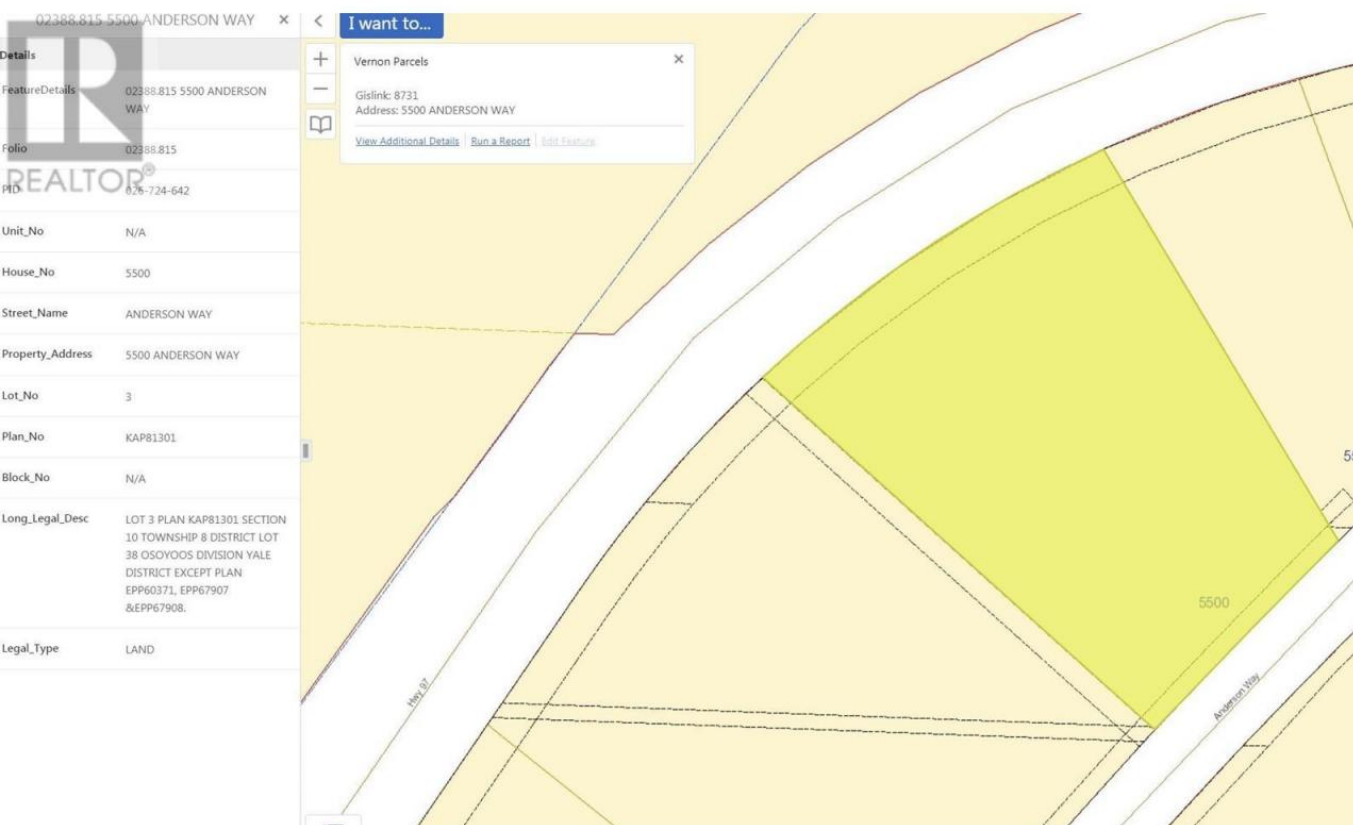 02388.815 5500 ANDERSON WAY ×
Details
FeatureDetails 02388.815 5500 ANDERSON
WAY
Folio 02388.815
REALTOR®
PID 026-724-642
Unit_No N/A
House_No 5500
Street_Name ANDERSON WAY
Property_Address 5500 ANDERSON WAY
Lot_No 3
Plan_No KAP81301
Block_No N/A
Long_Legal_Desc LOT 3 PLAN KAP81301 SECTION
10 TOWNSHIP 8 DISTRICT LOT
38 OSOYOOS DIVISION YALE
DISTRICT EXCEPT PLAN
EPP60371, EPP67907
&EPP67908.
Legal_Type LAND
I want to...
Vernon Parcels
Gislink: 8731
Address: 5500 ANDERSON WAY
View Additional Details | Run a Report | Edit Feature
5500
Hwy 97
Anderson Way